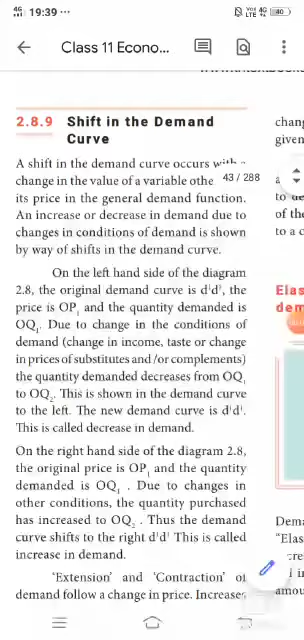 4G 19:39 ...
Class 11 Econo...
2.8.9 Shift in the Demand
Curve
A shift in the demand curve occurs with a
change in the value of a variable othe
43 / 288
its price in the general demand function.
An increase or decrease in demand due to
changes in conditions of demand is shown
by way of shifts in the demand curve.
On the left hand side of the diagram
2.8, the original demand curve is d¹d¹, the
price is OP₁ and the quantity demanded is
OQ₁. Due to change in the conditions of
demand (change in income, taste or change
in prices of substitutes and /or complements)
the quantity demanded decreases from OQ₁
to OQ₂. This is shown in the demand curve
to the left. The new demand curve is d¹d¹.
This is called decrease in demand.
On the right hand side of the diagram 2.8,
the original price is OP₁ and the quantity
demanded is OQ₁ . Due to changes in
other conditions, the quantity purchased
has increased to OQ₂ . Thus the demand
curve shifts to the right d¹d¹ This is called
increase in demand.
'Extension' and 'Contraction' of
demand follow a change in price. Increases
chang
given
a
to de
of the
to a c
Elas
dem
Dema
"Elas
amou